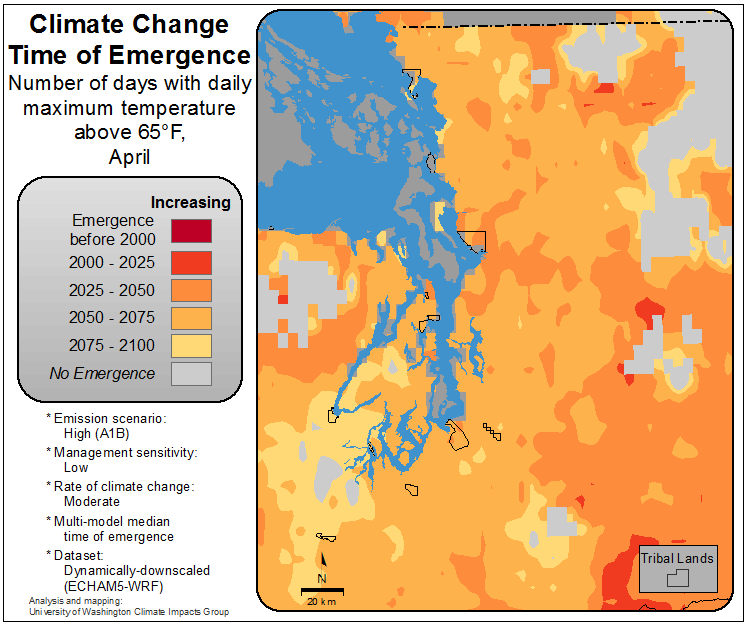 Climate Change
Time of Emergence
Number of days with daily
maximum temperature
above 65°F,
April
Increasing
Emergence
before 2000
2000 - 2025
2025 - 2050
2050 - 2075
2075 - 2100
No Emergence
* Emission scenario:
High (A1B)
* Management sensitivity:
Low
* Rate of climate change:
Moderate
* Multi-model median
time of emergence
* Dataset:
Dynamically-downscaled
(ECHAM5-WRF)
Analysis and mapping:
University of Washington Climate Impacts Group
N
20 km
Tribal Lands